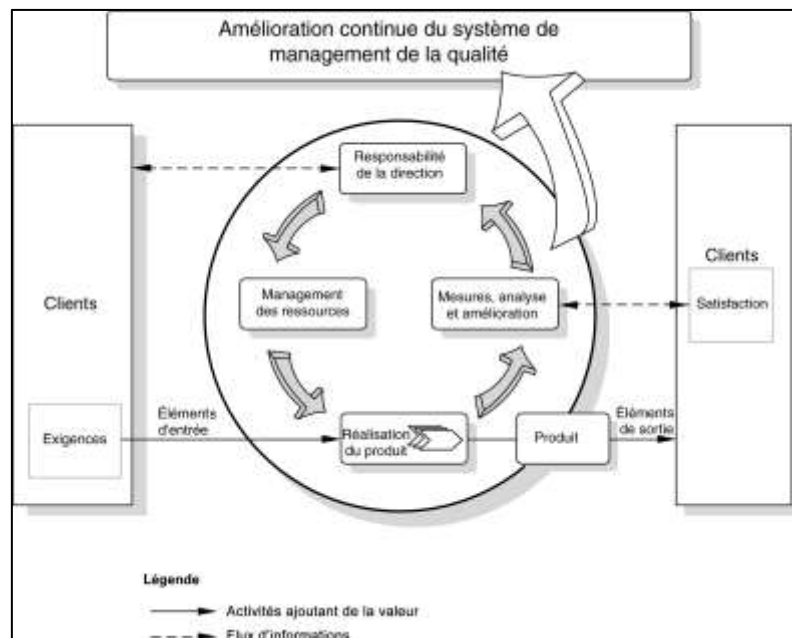 Amélioration continue du système de
management de la qualité
Responsabilité
de la direction
Clients
Management
des ressources
Mesures, analyse
et amélioration
Clients
Satisfaction
Exigences
Éléments
d'entrée
Réalisation
du produit
Produit
Éléments
de sortie
Légende
Activités ajoutant de la valeur
Flux d'informations